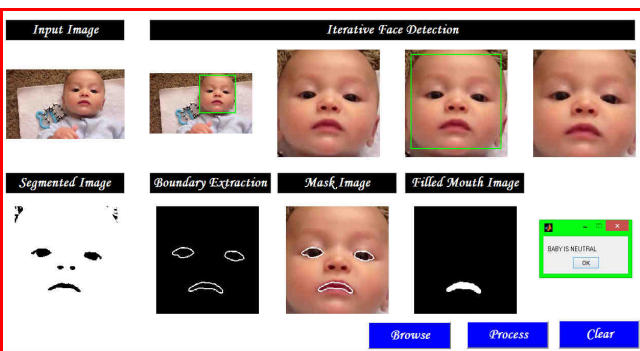 Input Image
Iterative Face Detection
Segmented Image
Boundary Extraction
Mask Image
Filled Mouth Image
BABY IS NEUTRAL
OK
Browse
Process
Clear